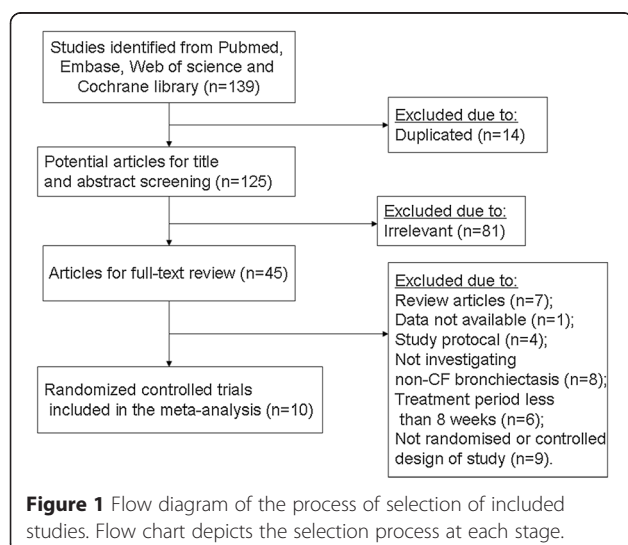 Studies identified from Pubmed,
Embase, Web of science and
Cochrane library (n=139)
Excluded due to:
Duplicated (n=14)
Potential articles for title
and abstract screening (n=125)
Excluded due to:
Irrelevant (n=81)
Articles for full-text review (n=45)
Excluded due to:
Review articles (n=7);
Data not available (n=1);
Study protocal (n=4);
Not investigating
non-CF bronchiectasis (n=8);
Treatment period less
than 8 weeks (n=6);
Not randomised or controlled
design of study (n=9).
Randomized controlled trials
included in the meta-analysis (n=10)
Figure 1 Flow diagram of the process of selection of included
studies. Flow chart depicts the selection process at each stage.